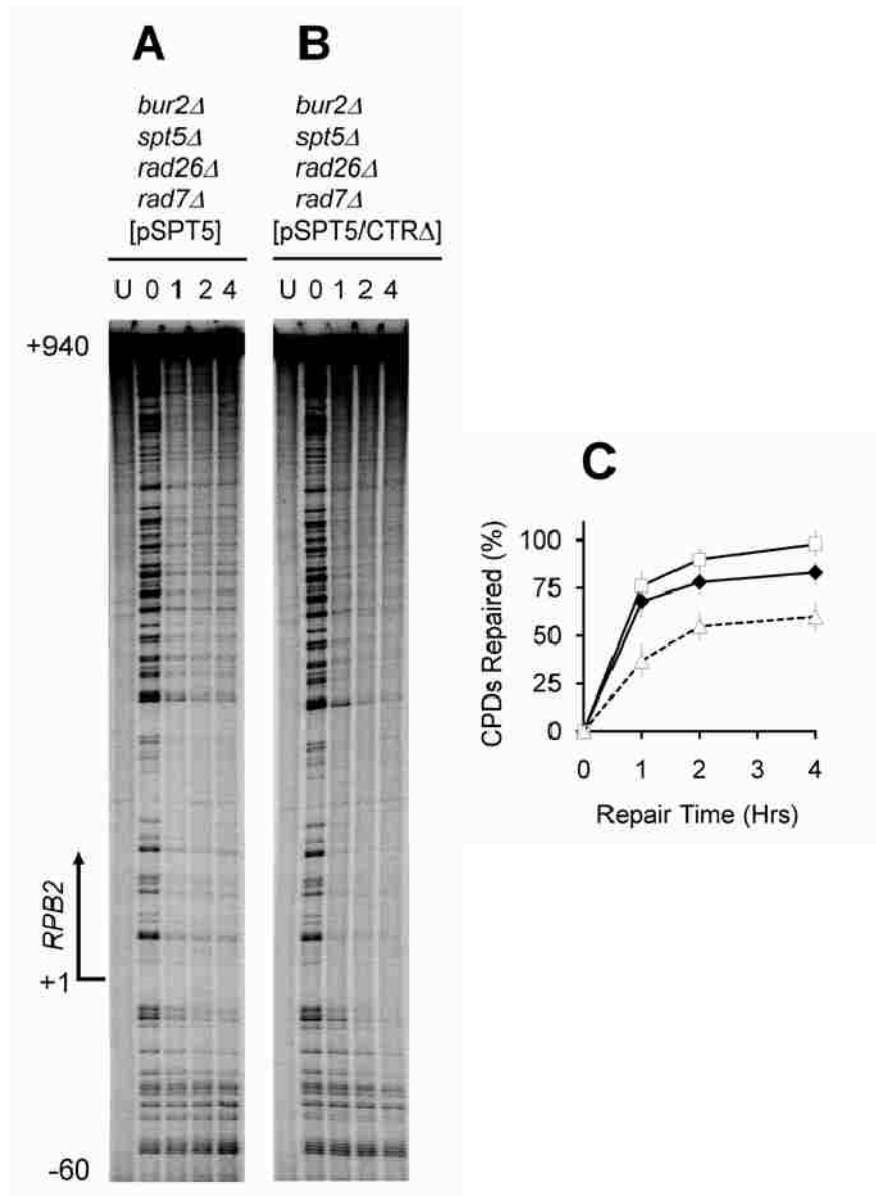 A
bur2Δ
spt5Δ
rad26Δ
rad7Δ
[pSPT5]
U 0 1 2 4
B
bur2Δ
spt5Δ
rad26Δ
rad7Δ
[pSPT5/CTRΔ]
U 0 1 2 4
+940
RPB2
+1
-60
C
CPDs Repaired (%)
100
75
50
25
0
0 1 2 3 4
Repair Time (Hrs)